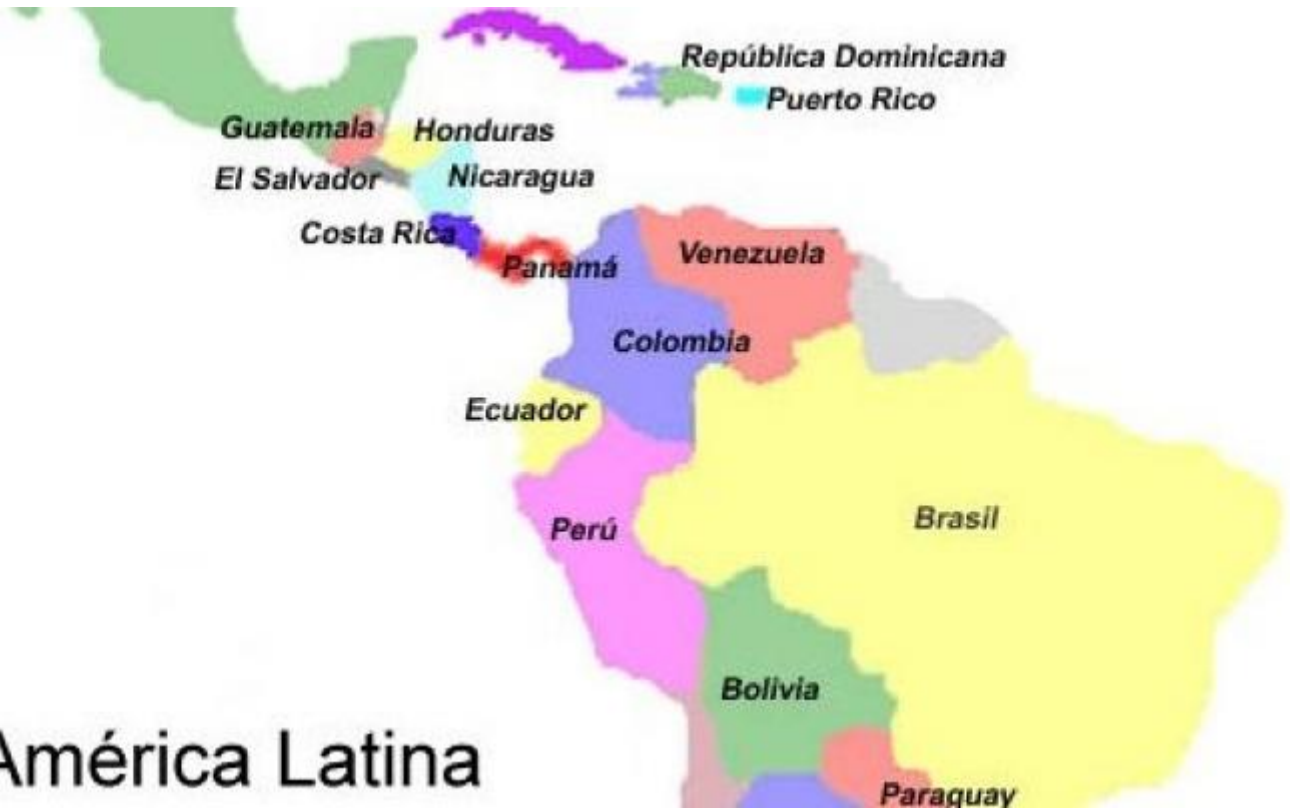 República Dominicana
Puerto Rico
Guatemala
Honduras
El Salvador
Nicaragua
Costa Rica
Panamá
Venezuela
Colombia
Ecuador
Brasil
Perú
Bolivia
América Latina
Paraguay